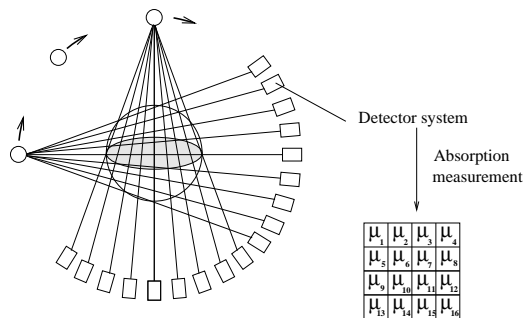 Detector system
Absorption
measurement
μ1 μ2 μ3 μ4
μ5 μ6 μ7 μ8
μ9 μ10 μ11 μ12
μ13 μ14 μ15 μ16